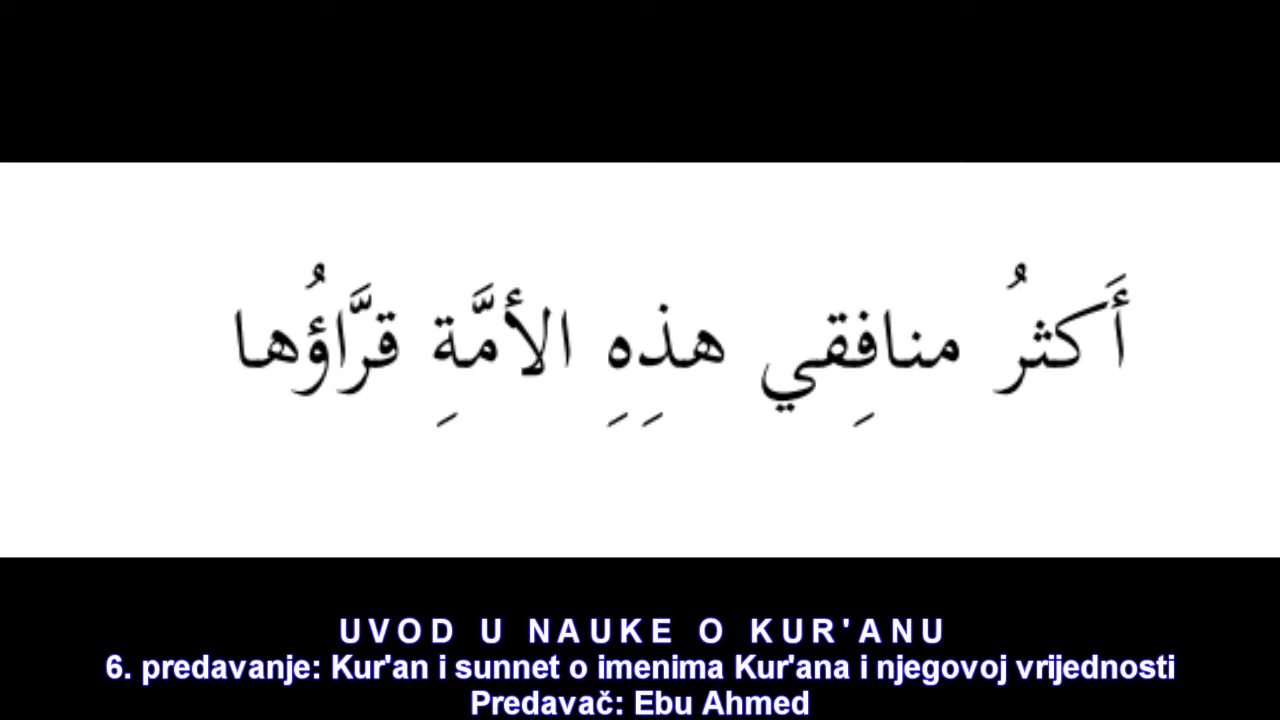 أَكثرُ منافِقي هذِهِ الأمَّةِ قرَّاؤُها
UVOD U NAUKE O KUR'ANU
6. predavanje: Kur'an i sunnet o imenima Kur'ana i njegovoj vrijednosti
Predavač: Ebu Ahmed